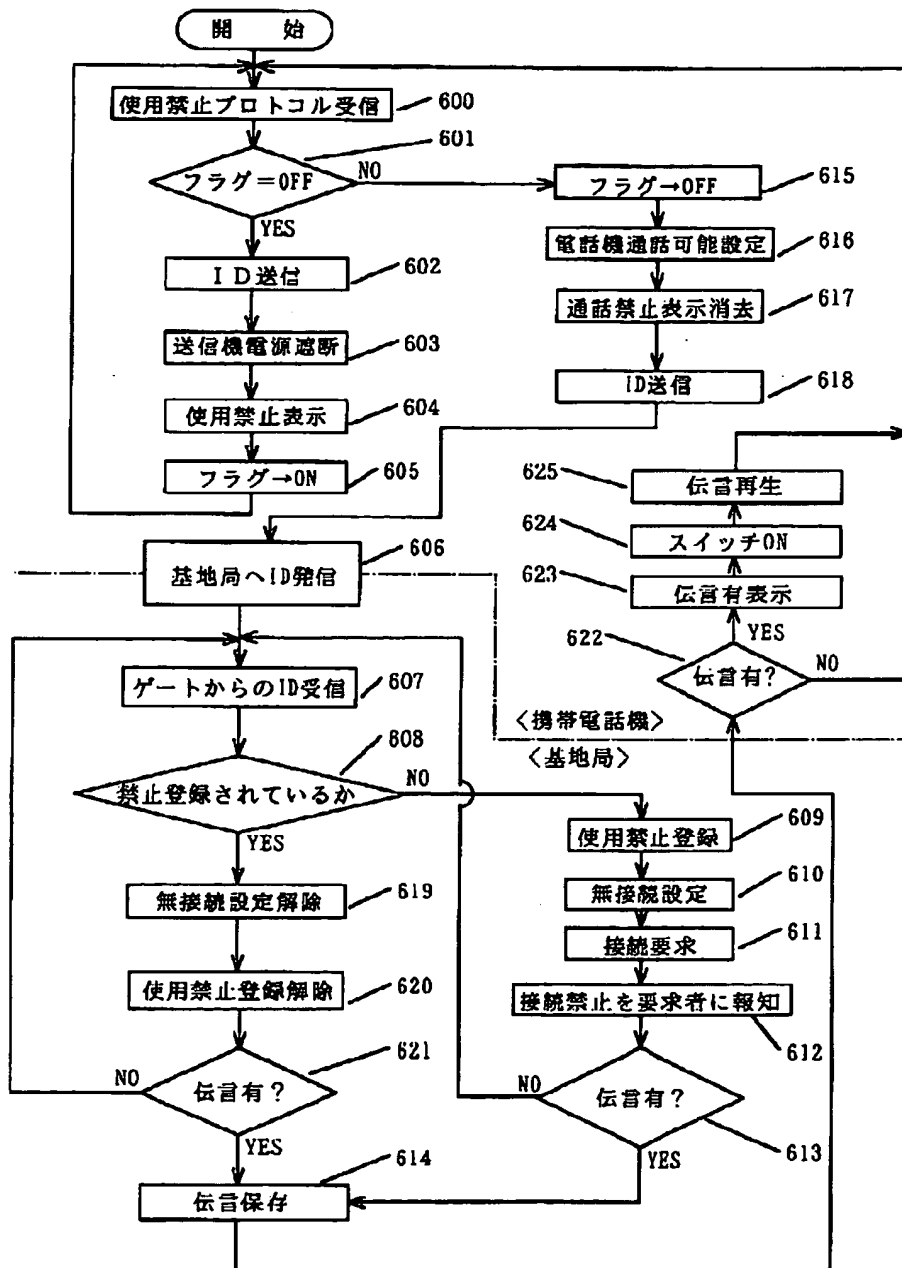 開 始
使用禁止プロトコル受信
600
601
フラグ=OFF
NO
YES
フラグ→OFF
615
電話機通話可能設定
616
ID送信
602
通話禁止表示消去
617
送信機電源遮断
603
ID送信
618
使用禁止表示
604
フラグ→ON
605
625
伝言再生
624
スイッチON
606
基地局へID発信
623
伝言有表示
YES
622
伝言有?
NO
ゲートからのID受信
607
<携帯電話機>
<基地局>
608
禁止登録されているか
NO
YES
使用禁止登録
609
無接続設定
610
無接続設定解除
619
接続要求
611
使用禁止登録解除
620
接続禁止を要求者に報知
612
621
伝言有?
NO
YES
伝言有?
NO
YES
613
614
伝言保存